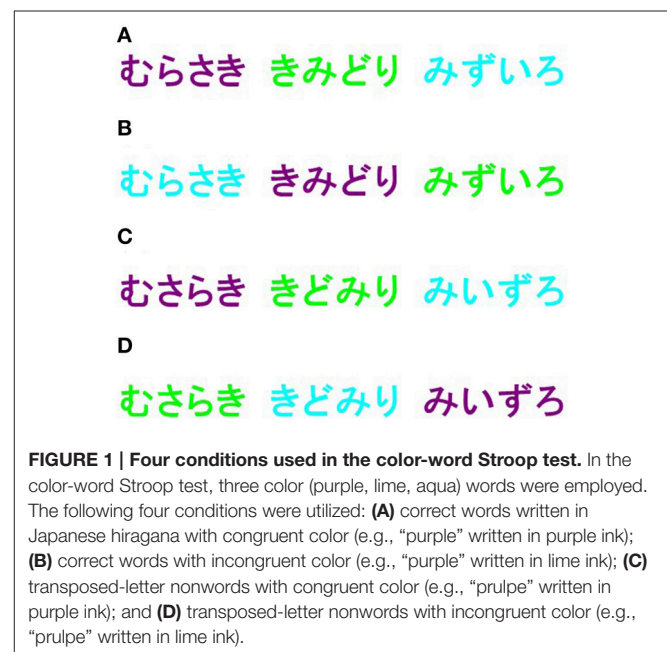 A
むらさき きみどり みずいろ
B
むらさき きみどり みずいろ
C
むさらき きどみり みいずろ
D
むさらき きどみり みいずろ
FIGURE 1 | Four conditions used in the color-word Stroop test. In the
color-word Stroop test, three color (purple, lime, aqua) words were employed.
The following four conditions were utilized: (A) correct words written in
Japanese hiragana with congruent color (e.g., “purple” written in purple ink);
(B) correct words with incongruent color (e.g., “purple” written in lime ink); (C)
transposed-letter nonwords with congruent color (e.g., “prulpe” written in
purple ink); and (D) transposed-letter nonwords with incongruent color (e.g.,
“prulpe” written in lime ink).